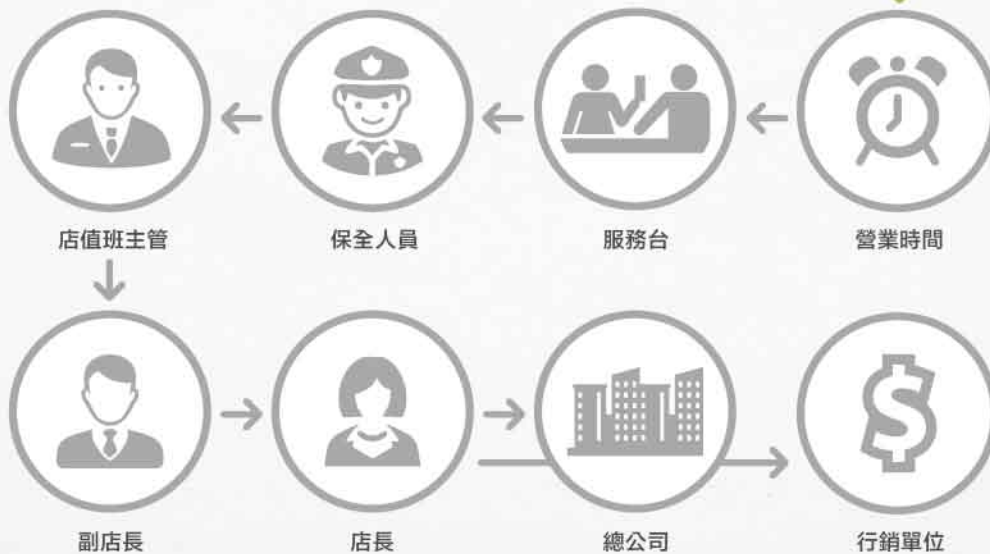 店值班主管
保全人員
服務台
營業時間
副店長
店長
總公司
行銷單位